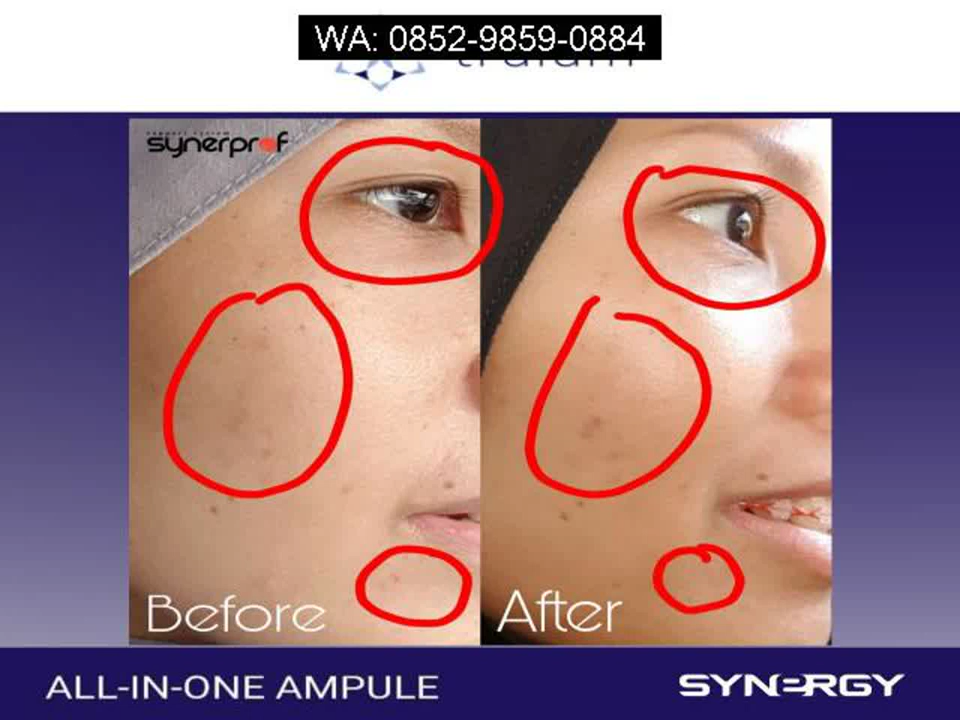 WA: 0852-9859-0884
synerprof
Before
After
ALL-IN-ONE AMPULE
SYNERGY